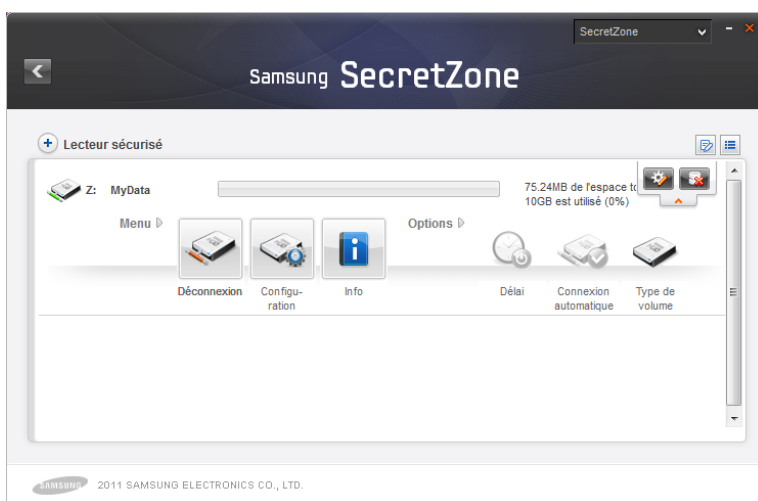 SecretZone
Samsung SecretZone
Lecteur sécurisé
Z: MyData
75.24MB de l'espace
10GB est utilisé (0%)
Menu
Options
Déconnexion
Configu-
ration
Info
Délai
Connexion
automatique
Type de
volume
SAMSUNG 2011 SAMSUNG ELECTRONICS CO., LTD.